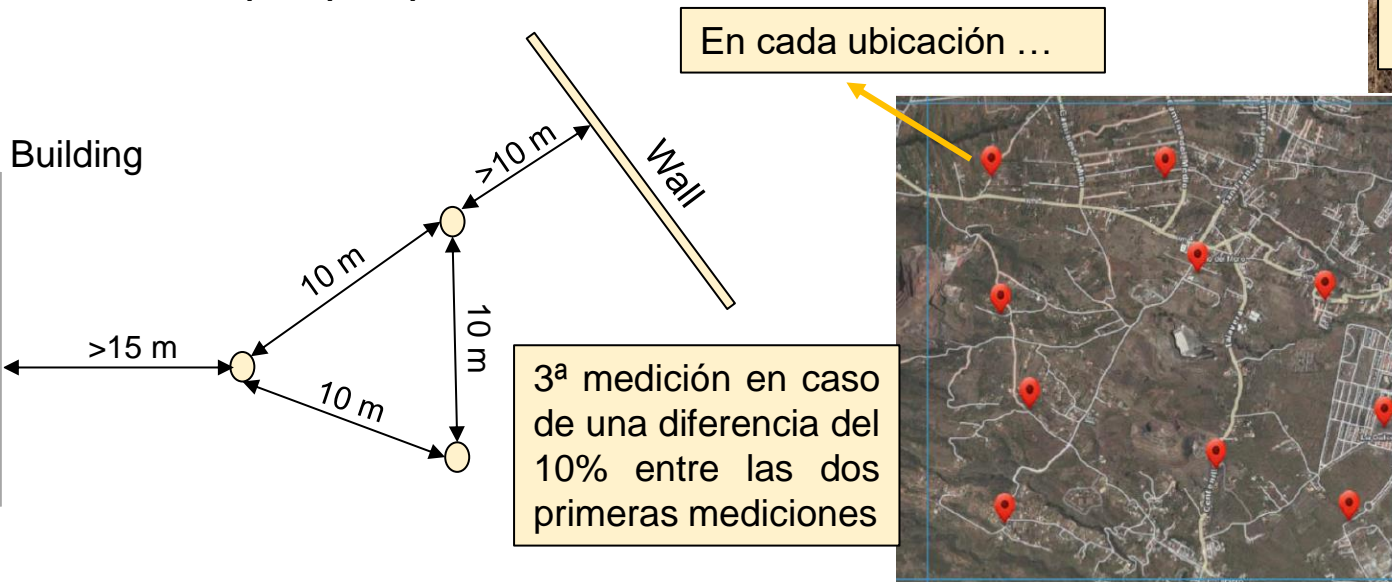 En cada ubicación …
Building
>10 m
Wall
10 m
10 m
>15 m
10 m
3ª medición en caso
de una diferencia del
10% entre las dos
primeras mediciones